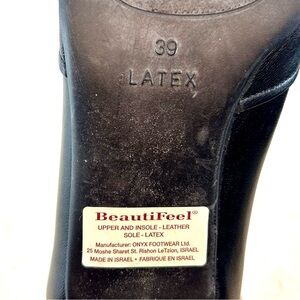 39
LATEX
BeautiFeel®
UPPER AND INSOLE - LEATHER
SOLE - LATEX
Manufacturer: ONYX FOOTWEAR Ltd.
25 Moshe Sharet St. Rishon LeTzion, ISRAEL
MADE IN ISRAEL • FABRIQUE EN ISRAEL